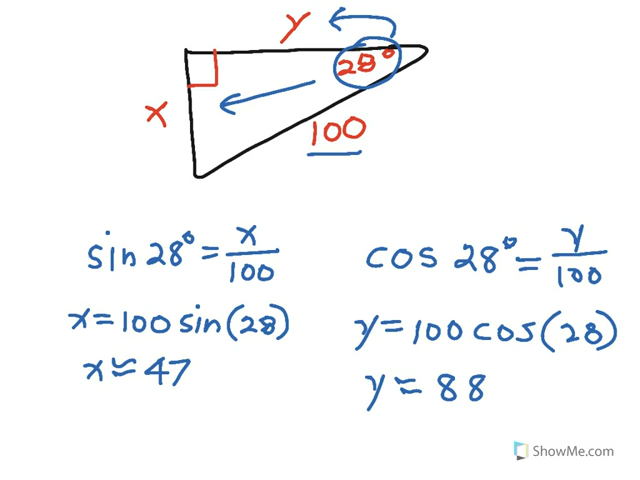 y
28°
x
100
sin 28° = x/100
x = 100 sin(28)
x ≈ 47
cos 28° = y/100
y = 100 cos(28)
y ≈ 88
ShowMe.com